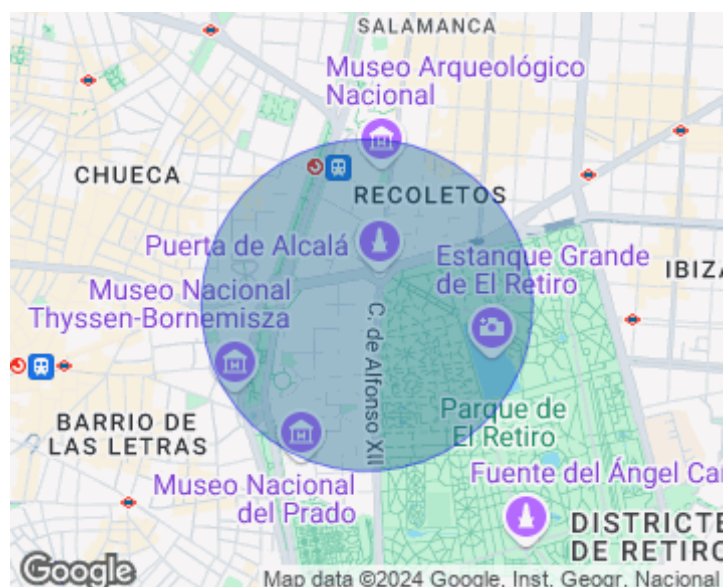 SALAMANCA
Museo Arqueológico
Nacional
CHUECA
RECOLETOS
Puerta de Alcalá
Estanque Grande
de El Retiro
IBIZA
Museo Nacional
Thyssen-Bornemisza
C. de Alfonso XII
BARRIO DE
LAS LETRAS
Parque de
El Retiro
Museo Nacional
del Prado
Fuente del Ángel Caí
DISTRICTE
DE RETIRO
Google
Map data ©2024 Google, Inst. Geogr. Nacional